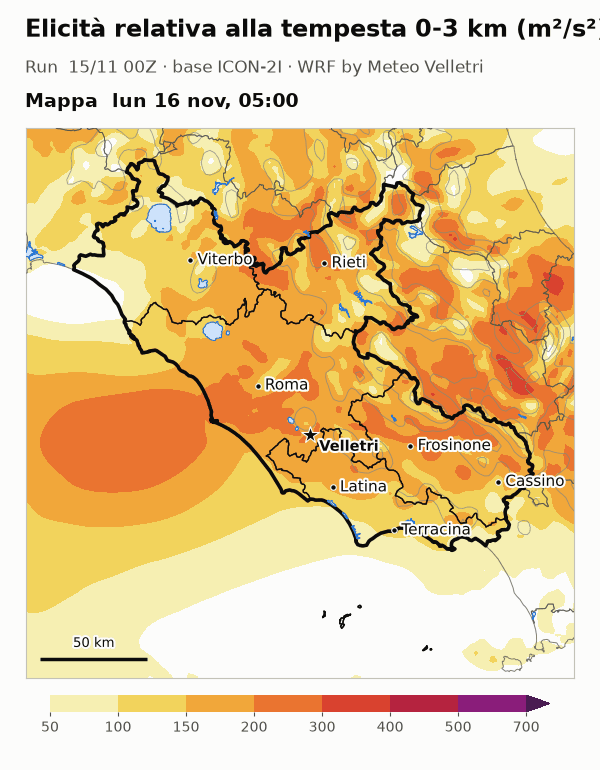 Elicità relativa alla tempesta 0-3 km (m²/s²)
Run 15/11 00Z · base ICON-2I · WRF by Meteo Velletri
Mappa lun 16 nov, 05:00
Viterbo
Rieti
Roma
Velletri
Frosinone
Latina
Cassino
Terracina
50 km
50 100 150 200 300 400 500 700